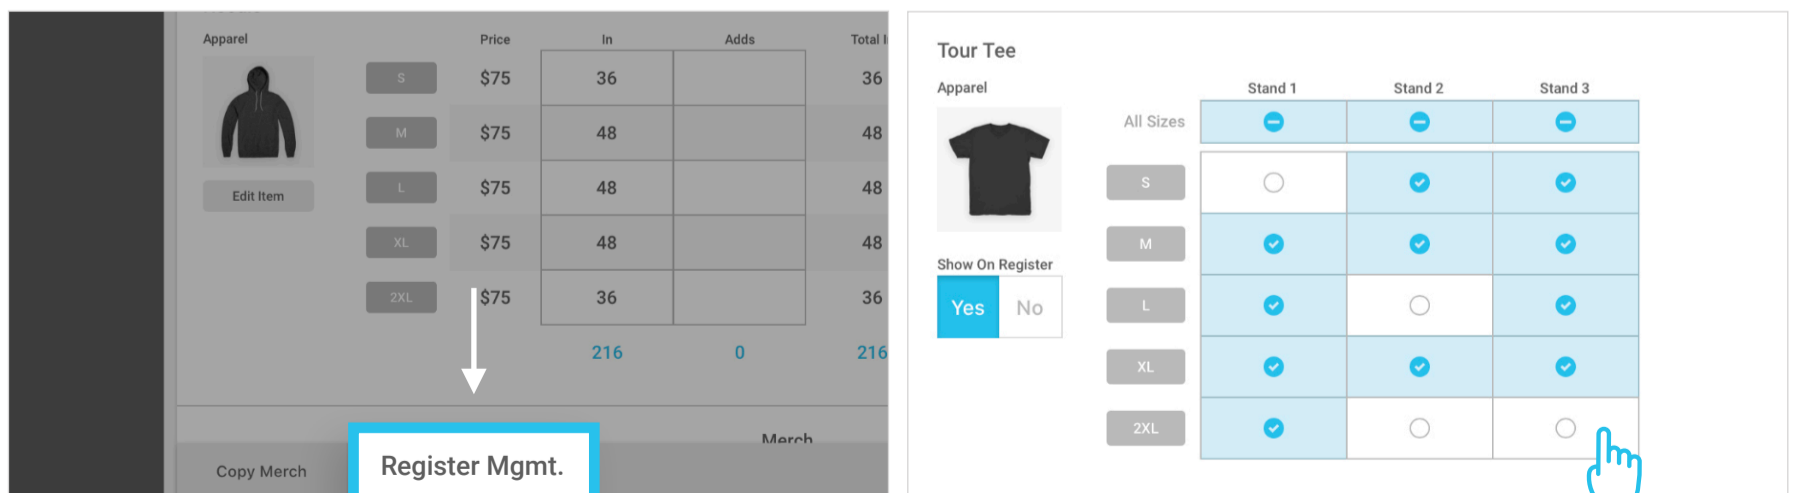 Apparel Price In Adds Total I
S $75 36 36
M $75 48 48
L $75 48 48
Edit Item
XL $75 48 48
2XL $75 36 36
216 0 216
Merch
Copy Merch
Register Mgmt.
Tour Tee
Apparel
Stand 1 Stand 2 Stand 3
All Sizes
S
M
Show On Register
Yes No
L
XL
2XL